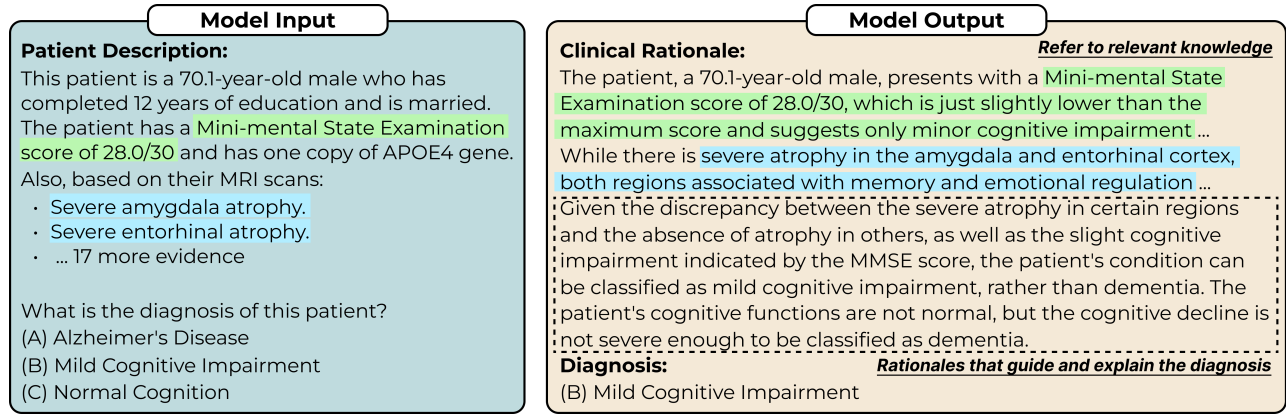 Model Input
Patient Description:
This patient is a 70.1-year-old male who has
completed 12 years of education and is married.
The patient has a Mini-mental State Examination
score of 28.0/30 and has one copy of APOE4 gene.
Also, based on their MRI scans:
· Severe amygdala atrophy.
· Severe entorhinal atrophy.
· ... 17 more evidence
What is the diagnosis of this patient?
(A) Alzheimer's Disease
(B) Mild Cognitive Impairment
(C) Normal Cognition
Model Output
Clinical Rationale:
Refer to relevant knowledge
The patient, a 70.1-year-old male, presents with a Mini-mental State
Examination score of 28.0/30, which is just slightly lower than the
maximum score and suggests only minor cognitive impairment ...
While there is severe atrophy in the amygdala and entorhinal cortex,
both regions associated with memory and emotional regulation ...
Given the discrepancy between the severe atrophy in certain regions
and the absence of atrophy in others, as well as the slight cognitive
impairment indicated by the MMSE score, the patient's condition can
be classified as mild cognitive impairment, rather than dementia. The
patient's cognitive functions are not normal, but the cognitive decline is
not severe enough to be classified as dementia.
Diagnosis:
Rationales that guide and explain the diagnosis
(B) Mild Cognitive Impairment